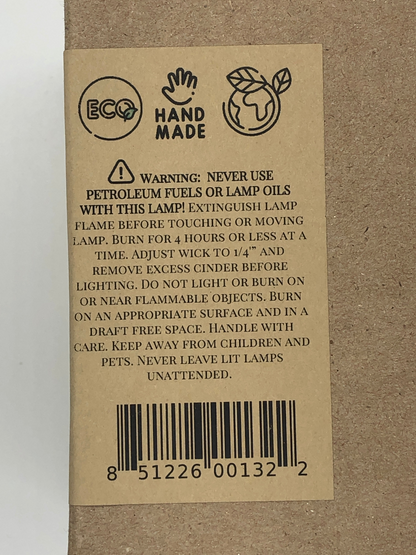 ECO
HAND
MADE
WARNING: NEVER USE
PETROLEUM FUELS OR LAMP OILS
WITH THIS LAMP! EXTINGUISH LAMP
FLAME BEFORE TOUCHING OR MOVING
LAMP. BURN FOR 4 HOURS OR LESS AT A
TIME. ADJUST WICK TO 1/4'" AND
REMOVE EXCESS CINDER BEFORE
LIGHTING. DO NOT LIGHT OR BURN ON
OR NEAR FLAMMABLE OBJECTS. BURN
ON AN APPROPRIATE SURFACE AND IN A
DRAFT FREE SPACE. HANDLE WITH
CARE. KEEP AWAY FROM CHILDREN AND
PETS. NEVER LEAVE LIT LAMPS
UNATTENDED.
8 51226 00132 2